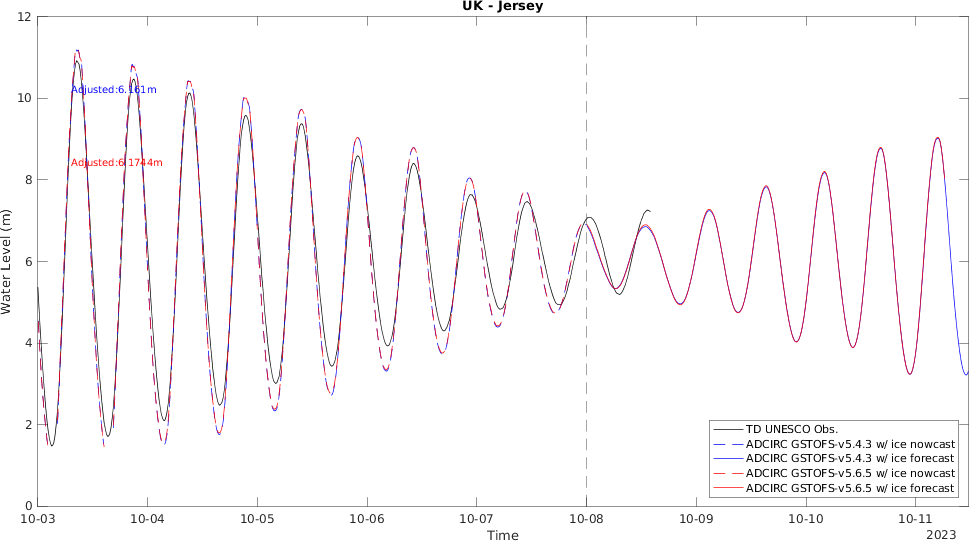 UK - Jersey
12
10
8
6
4
2
0
Water Level (m)
Adjusted:6.161m
Adjusted:6.1744m
TD UNESCO Obs.
ADCIRC GSTOFS-v5.4.3 w/ ice nowcast
ADCIRC GSTOFS-v5.4.3 w/ ice forecast
ADCIRC GSTOFS-v5.6.5 w/ ice nowcast
ADCIRC GSTOFS-v5.6.5 w/ ice forecast
10-03 10-04 10-05 10-06 10-07 10-08 10-09 10-10 10-11
Time
2023